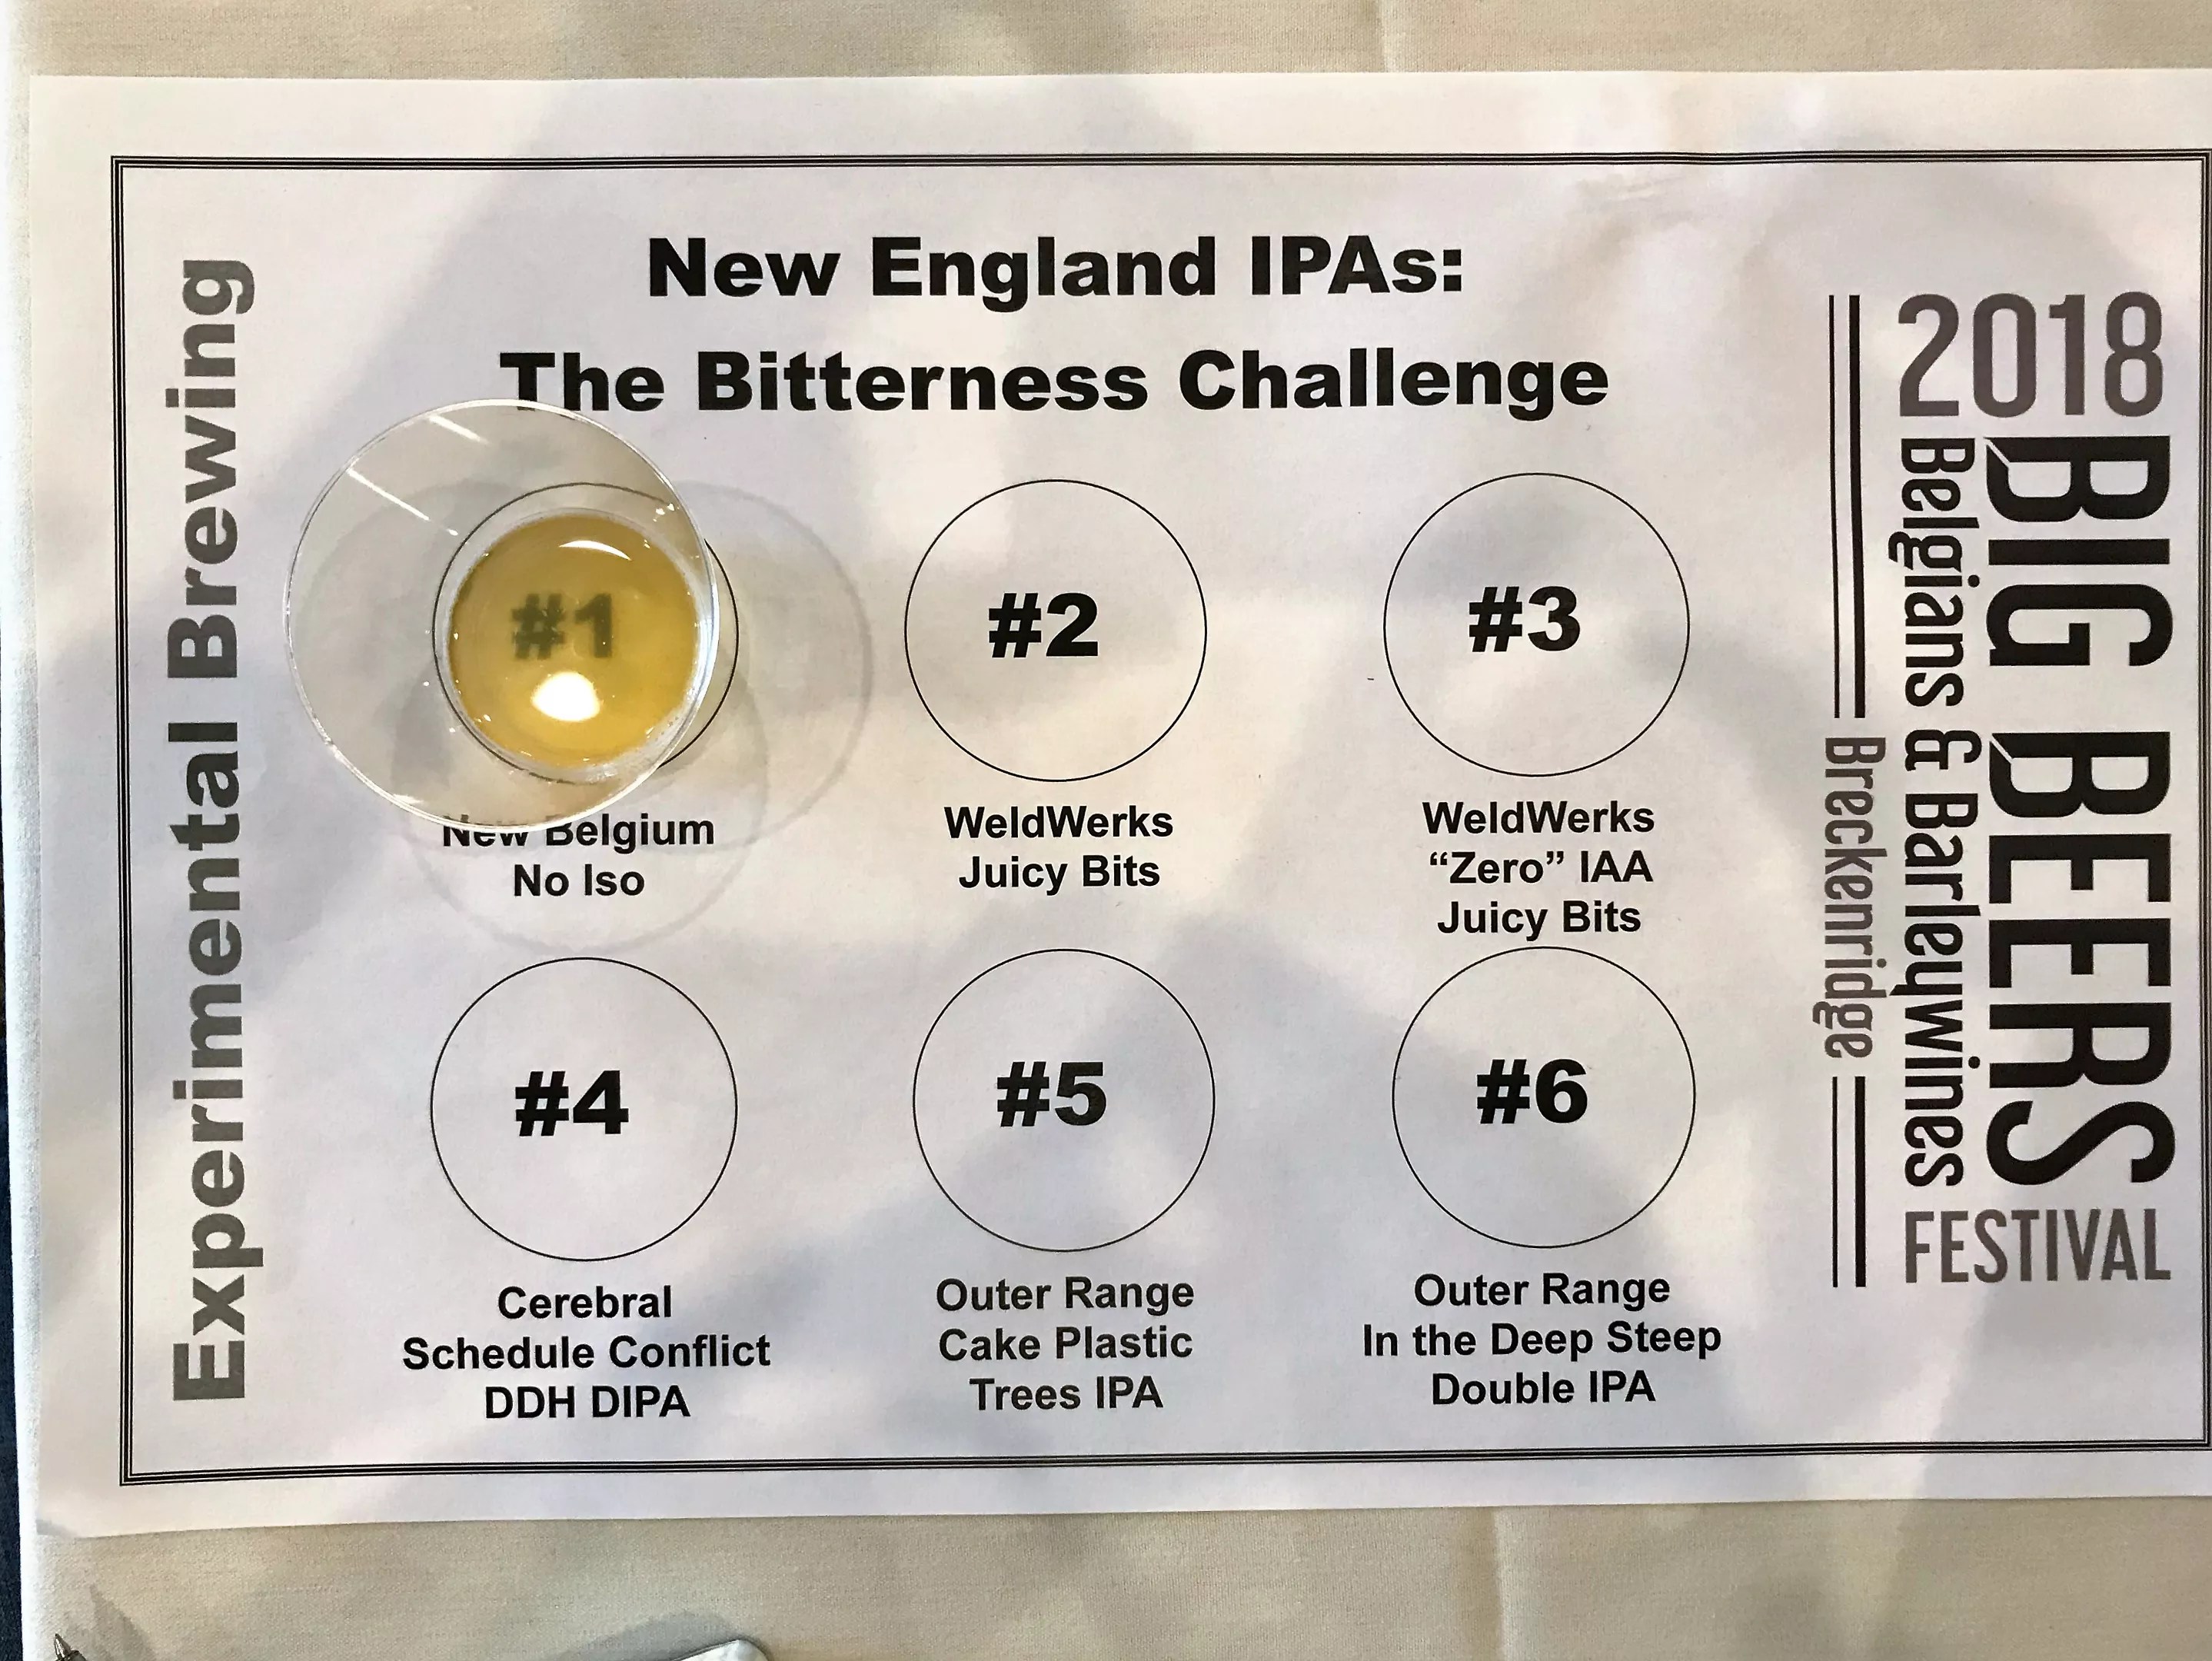 New England IPAs:
The Bitterness Challenge
Experimental Brewing
#1
New Belgium
No Iso
#2
WeldWerks
Juicy Bits
#3
WeldWerks
“Zero” IAA
Juicy Bits
#4
Cerebral
Schedule Conflict
DDH DIPA
#5
Outer Range
Cake Plastic
Trees IPA
#6
Outer Range
In the Deep Steep
Double IPA
2018
BIG BEERS
Belgians & Barleywines
FESTIVAL
Breckenridge